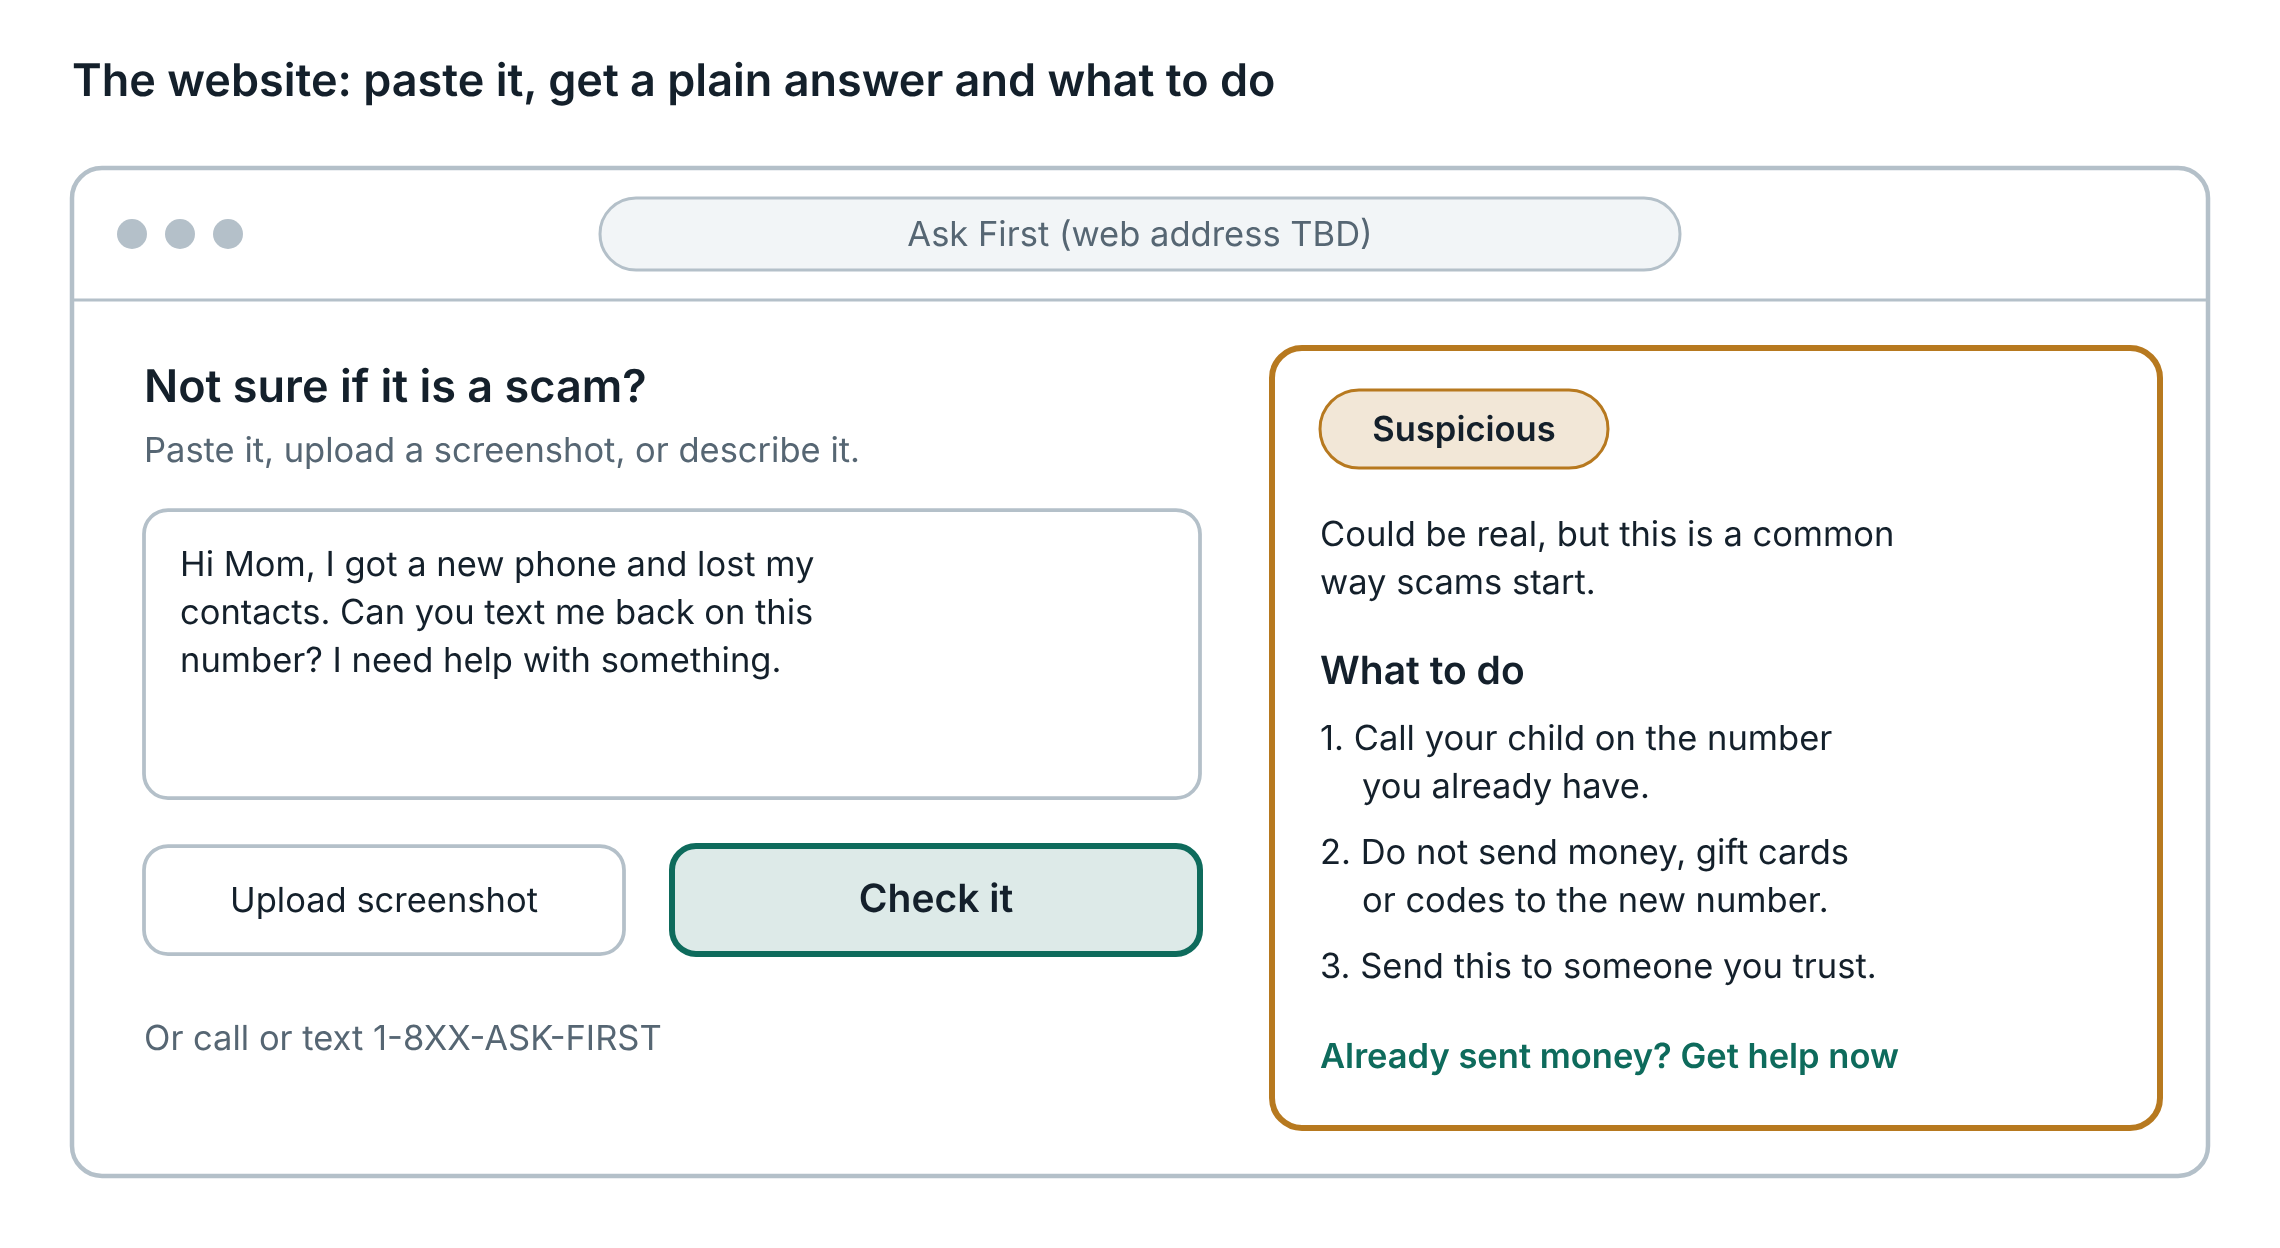 The website: paste it, get a plain answer and what to do
Ask First (web address TBD)
Not sure if it is a scam?
Paste it, upload a screenshot, or describe it.
Hi Mom, I got a new phone and lost my
contacts. Can you text me back on this
number? I need help with something.
Upload screenshot
Check it
Or call or text 1-8XX-ASK-FIRST
Suspicious
Could be real, but this is a common
way scams start.
What to do
1. Call your child on the number
you already have.
2. Do not send money, gift cards
or codes to the new number.
3. Send this to someone you trust.
Already sent money? Get help now